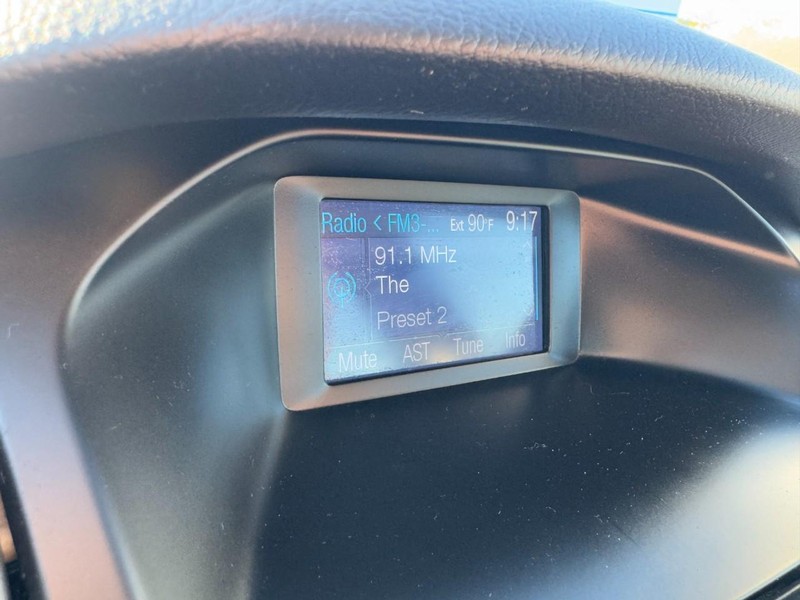 Radio < FM3-... Ext 90°F 9:17
91.1 MHz
The
Preset 2
Mute AST Tune Info